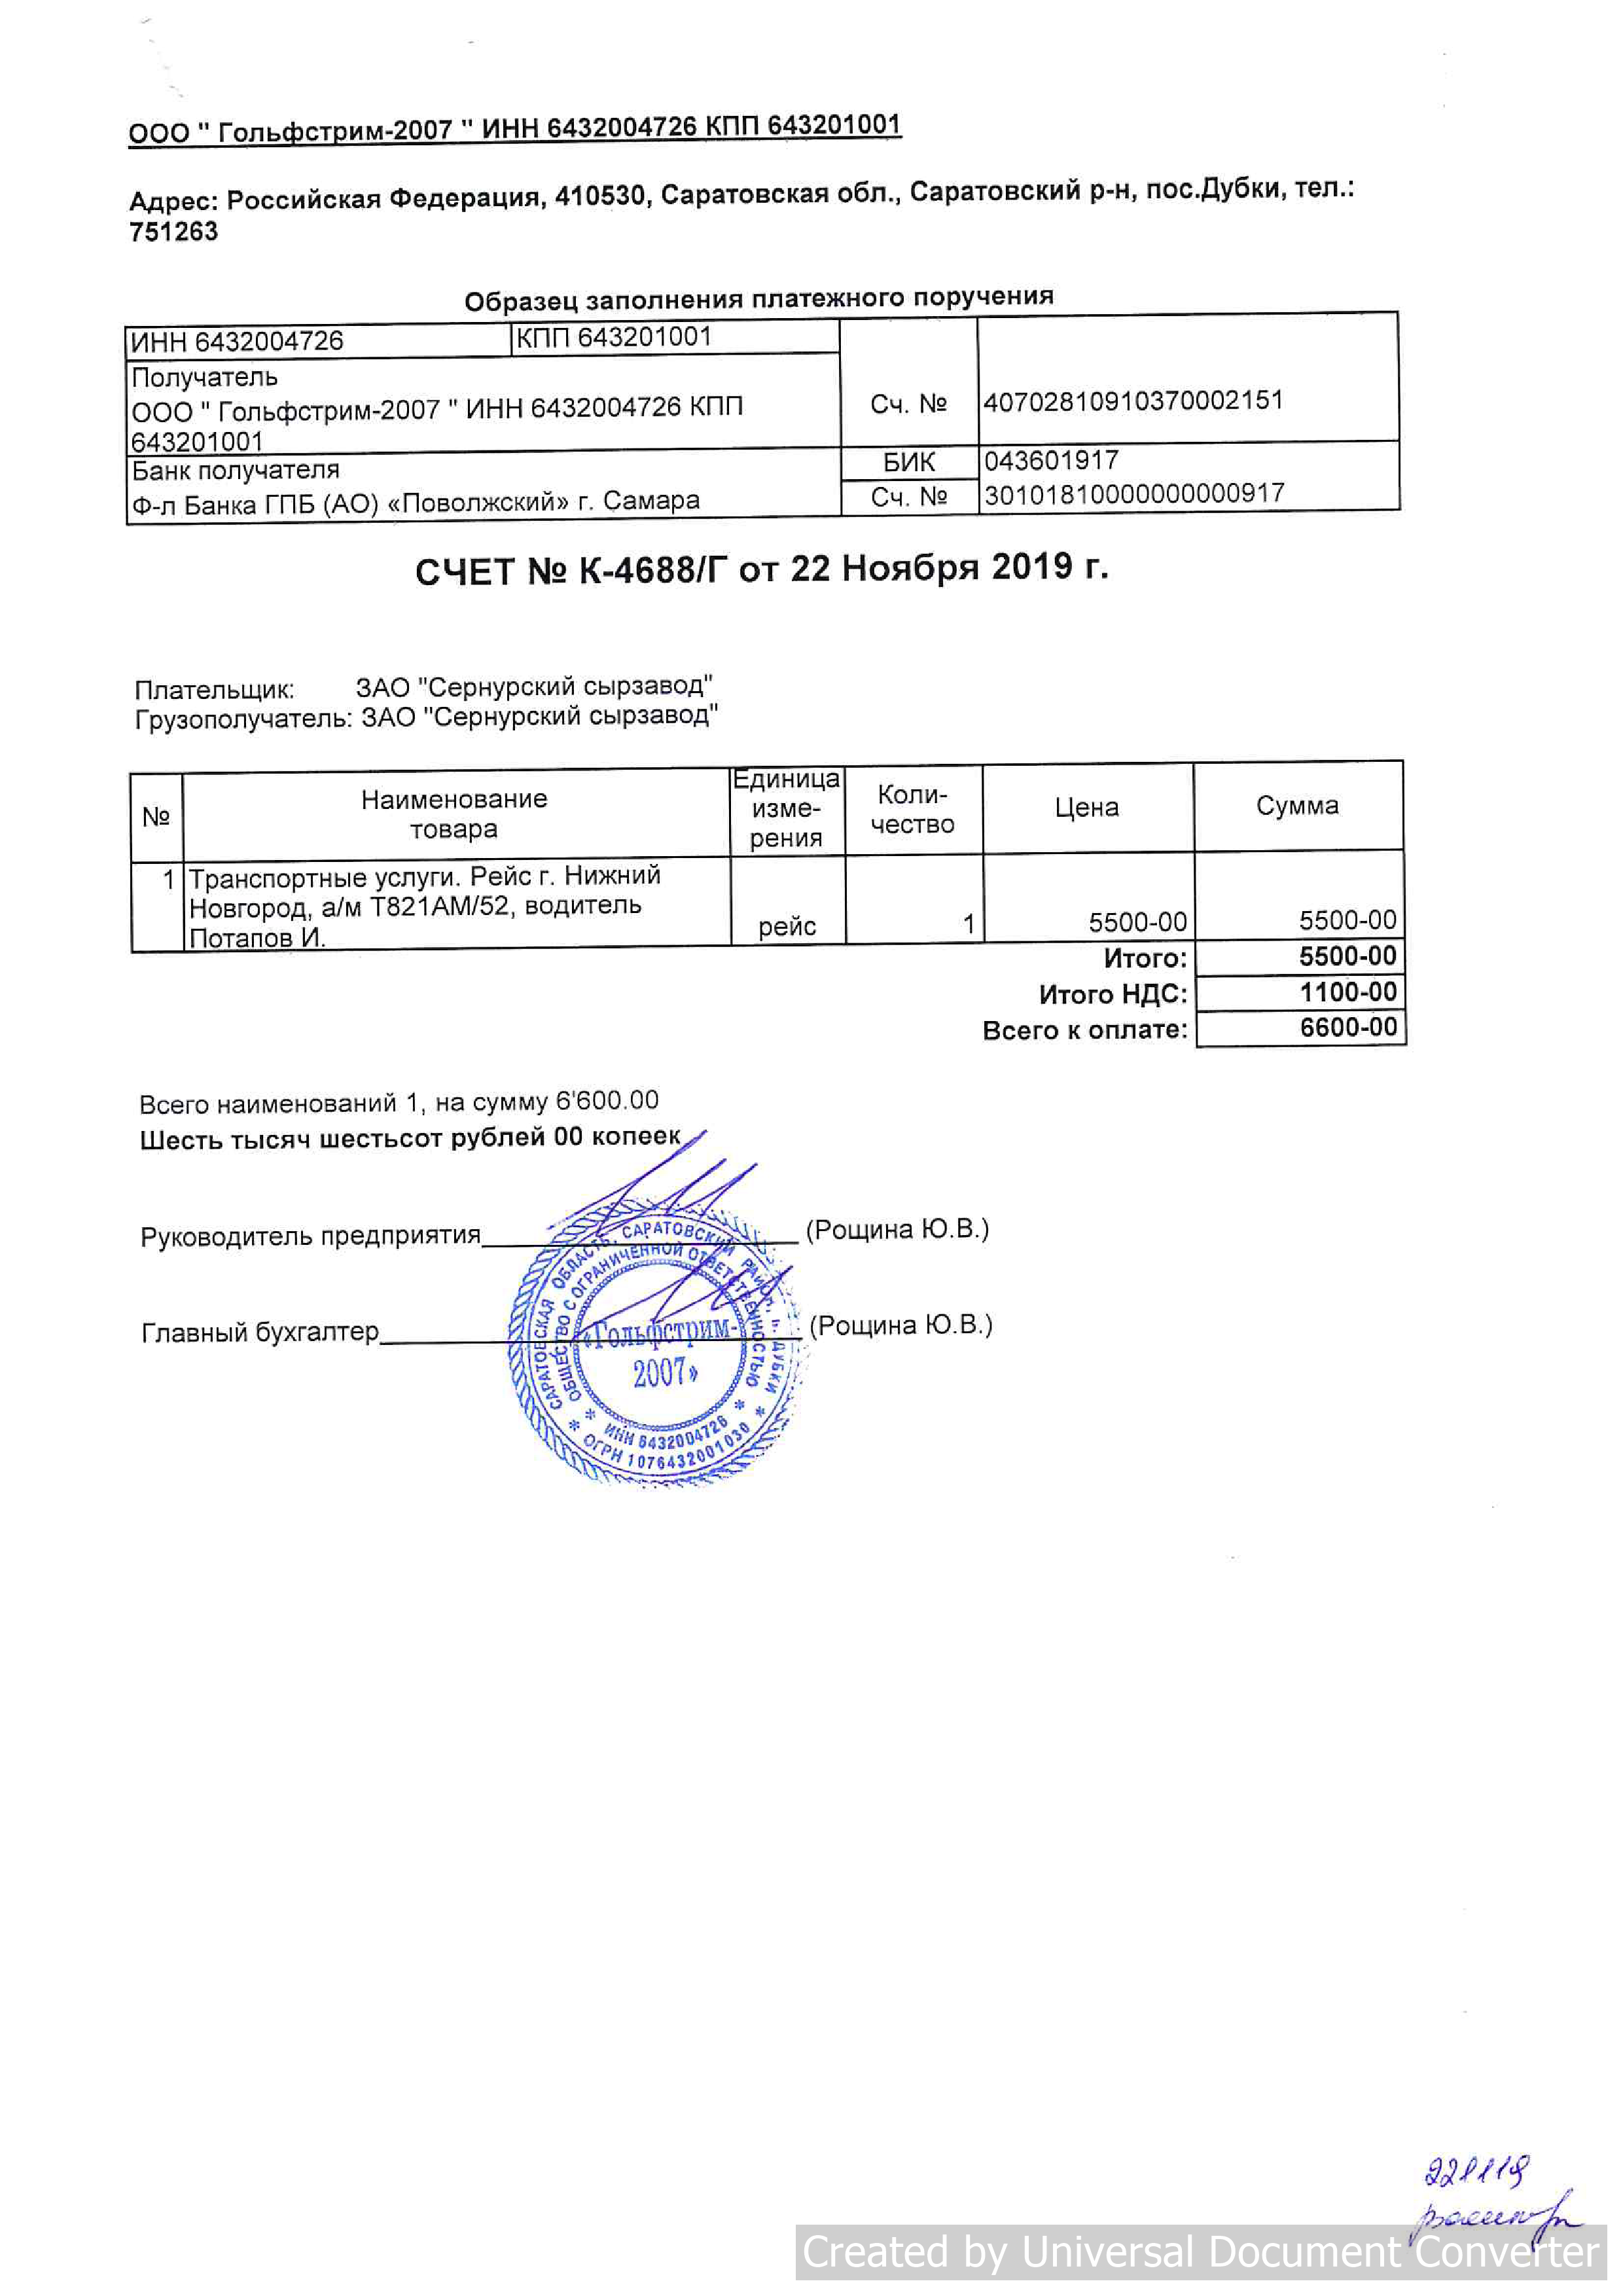 ООО " Гольфстрим-2007 " ИНН 6432004726 КПП 643201001
Адрес: Российская Федерация, 410530, Саратовская обл., Саратовский р-н, пос.Дубки, тел.:
751263
Образец заполнения платежного поручения
ИНН 6432004726 КПП 643201001
Получатель
ООО " Гольфстрим-2007 " ИНН 6432004726 КПП
643201001
Сч. № 40702810910370002151
Банк получателя
Ф-л Банка ГПБ (АО) «Поволжский» г. Самара
БИК 043601917
Сч. № 30101810000000000917
СЧЕТ № К-4688/Г от 22 Ноября 2019 г.
Плательщик: ЗАО "Сернурский сырзавод"
Грузополучатель: ЗАО "Сернурский сырзавод"
№
Наименование
товара
Единица
изме-
рения
Коли-
чество
Цена
Сумма
1 Транспортные услуги. Рейс г. Нижний
Новгород, а/м Т821АМ/52, водитель
Потапов И.
рейс 1 5500-00 5500-00
Итого: 5500-00
Итого НДС: 1100-00
Всего к оплате: 6600-00
Всего наименований 1, на сумму 6'600.00
Шесть тысяч шестьсот рублей 00 копеек
Руководитель предприятия (Рощина Ю.В.)
Главный бухгалтер (Рощина Ю.В.)
САРАТОВСКАЯ ОБЛАСТЬ, САРАТОВСКИЙ РАЙОН, ДУБКИ
ОБЩЕСТВО С ОГРАНИЧЕННОЙ ОТВЕТСТВЕННОСТЬЮ
«Гольфстрим-
2007»
ИНН 6432004726
ОГРН 1076432001030
221119
Created by Universal Document Converter